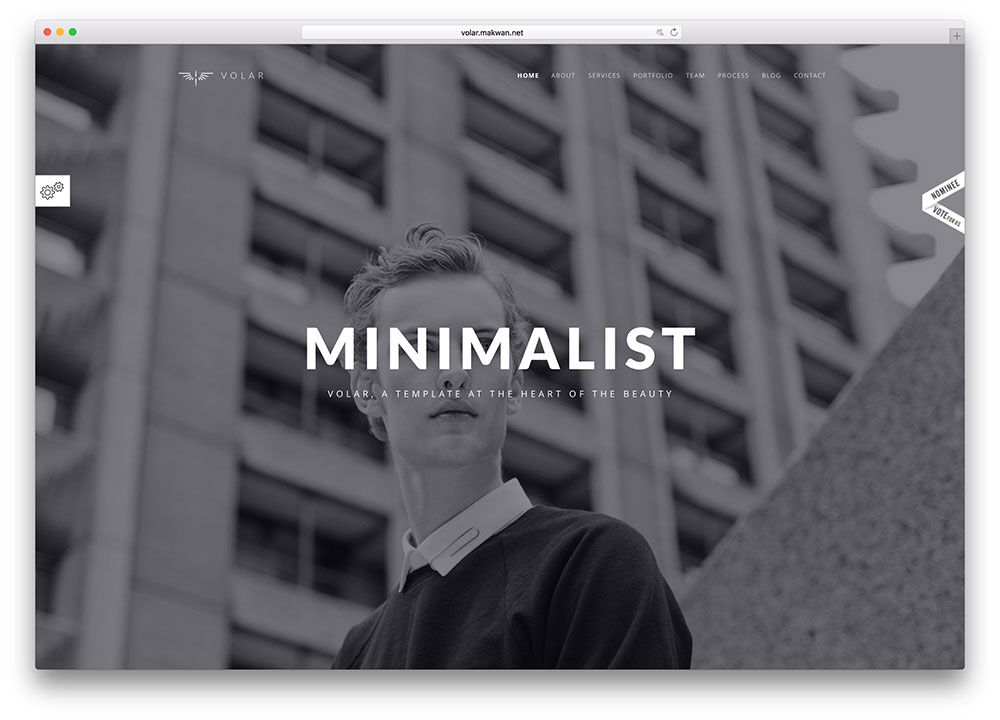 volar.makwan.net
VOLAR
HOME ABOUT SERVICES PORTFOLIO TEAM PROCESS BLOG CONTACT
NOMINEE
VOTE FOR US
MINIMALIST
VOLAR, A TEMPLATE AT THE HEART OF THE BEAUTY